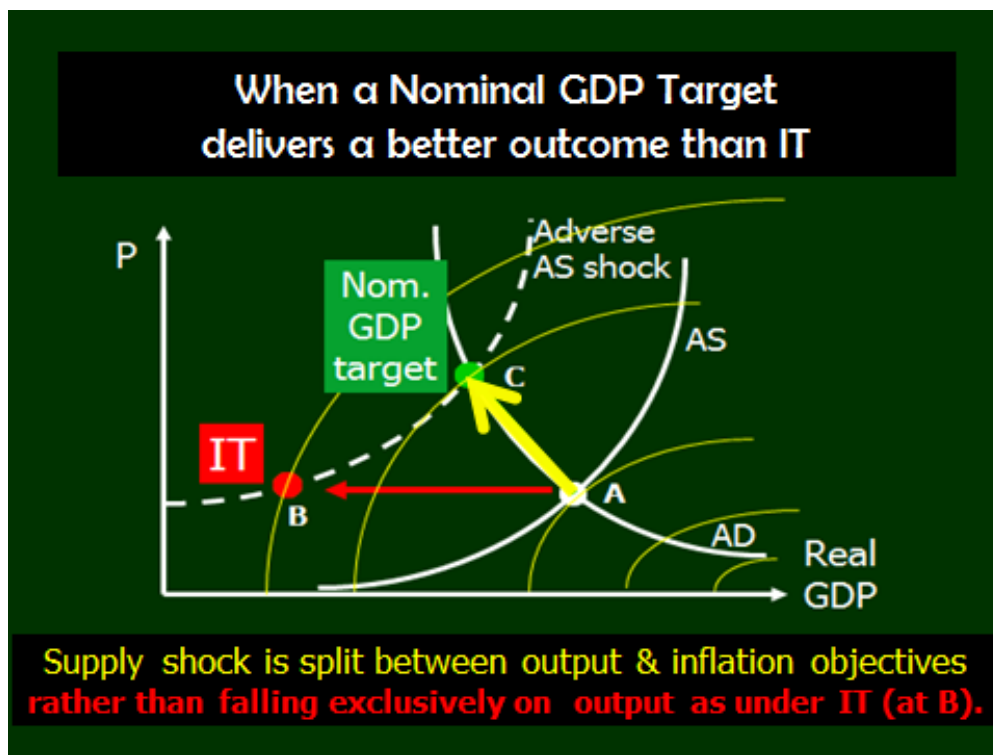 When a Nominal GDP Target
delivers a better outcome than IT
P
Adverse
AS shock
Nom.
GDP
target
AS
C
IT
B
A
AD
Real
GDP
Supply shock is split between output & inflation objectives
rather than falling exclusively on output as under IT (at B).